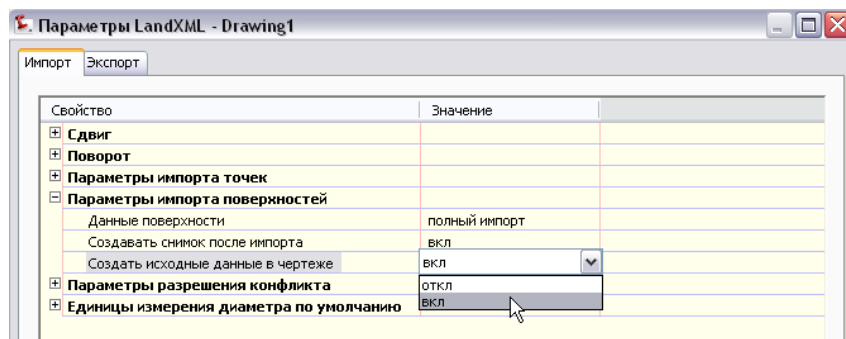 Параметры LandXML - Drawing1
Импорт Экспорт
Свойство Значение
Сдвиг
Поворот
Параметры импорта точек
Параметры импорта поверхностей
Данные поверхности полный импорт
Создавать снимок после импорта вкл
Создать исходные данные в чертеже вкл
Параметры разрешения конфликта откл
Единицы измерения диаметра по умолчанию вкл